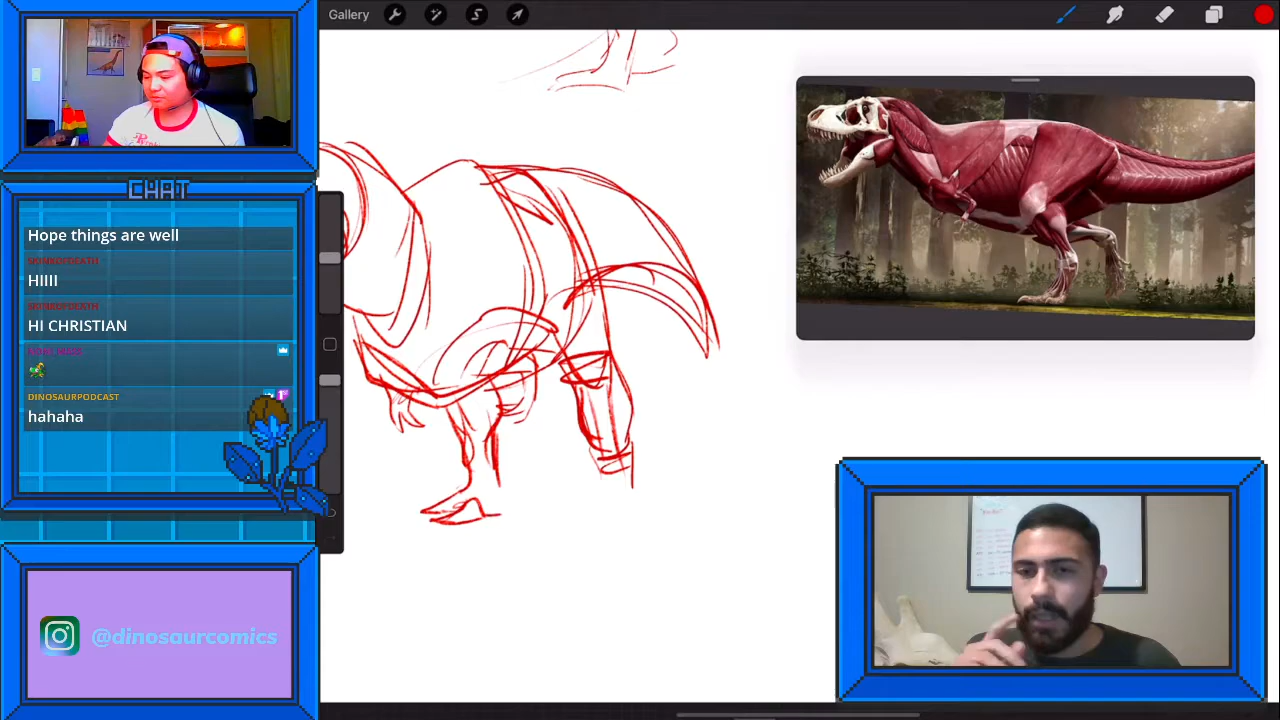 Gallery
CHAT
Hope things are well
HIIII
HI CHRISTIAN
DINOSAURPODCAST
hahaha
@dinosaurcomics